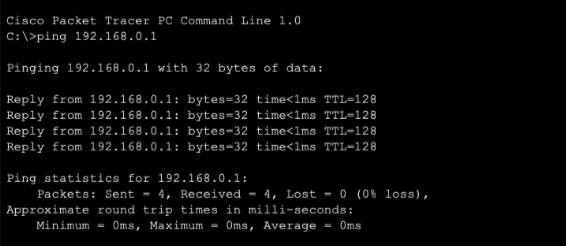 Cisco Packet Tracer PC Command Line 1.0
C:\>ping 192.168.0.1
Pinging 192.168.0.1 with 32 bytes of data:
Reply from 192.168.0.1: bytes=32 time<1ms TTL=128
Reply from 192.168.0.1: bytes=32 time<1ms TTL=128
Reply from 192.168.0.1: bytes=32 time<1ms TTL=128
Reply from 192.168.0.1: bytes=32 time<1ms TTL=128
Ping statistics for 192.168.0.1:
Packets: Sent = 4, Received = 4, Lost = 0 (0% loss),
Approximate round trip times in milli-seconds:
Minimum = 0ms, Maximum = 0ms, Average = 0ms